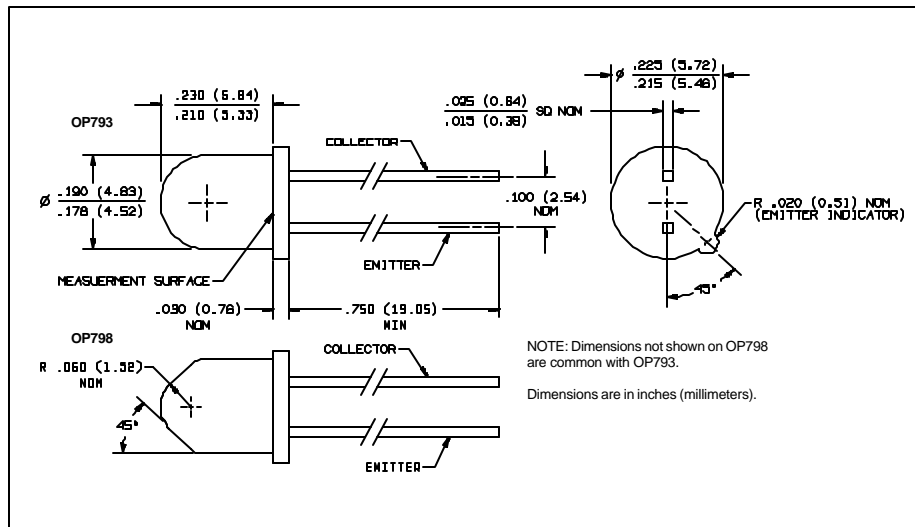 .230 (5.84)
.210 (5.33)
OP793
Ø .190 (4.83)
.178 (4.52)
COLLECTOR
.100 (2.54)
NOM
EMITTER
MEASUERMENT SURFACE
.030 (0.76)
NOM
.750 (19.05)
MIN
Ø .225 (5.72)
.215 (5.46)
.025 (0.64)
.015 (0.38)
SQ NOM
R .020 (0.51) NOM
(EMITTER INDICATOR)
45°
OP798
R .060 (1.52)
NOM
45°
COLLECTOR
EMITTER
NOTE: Dimensions not shown on OP798
are common with OP793.
Dimensions are in inches (millimeters).